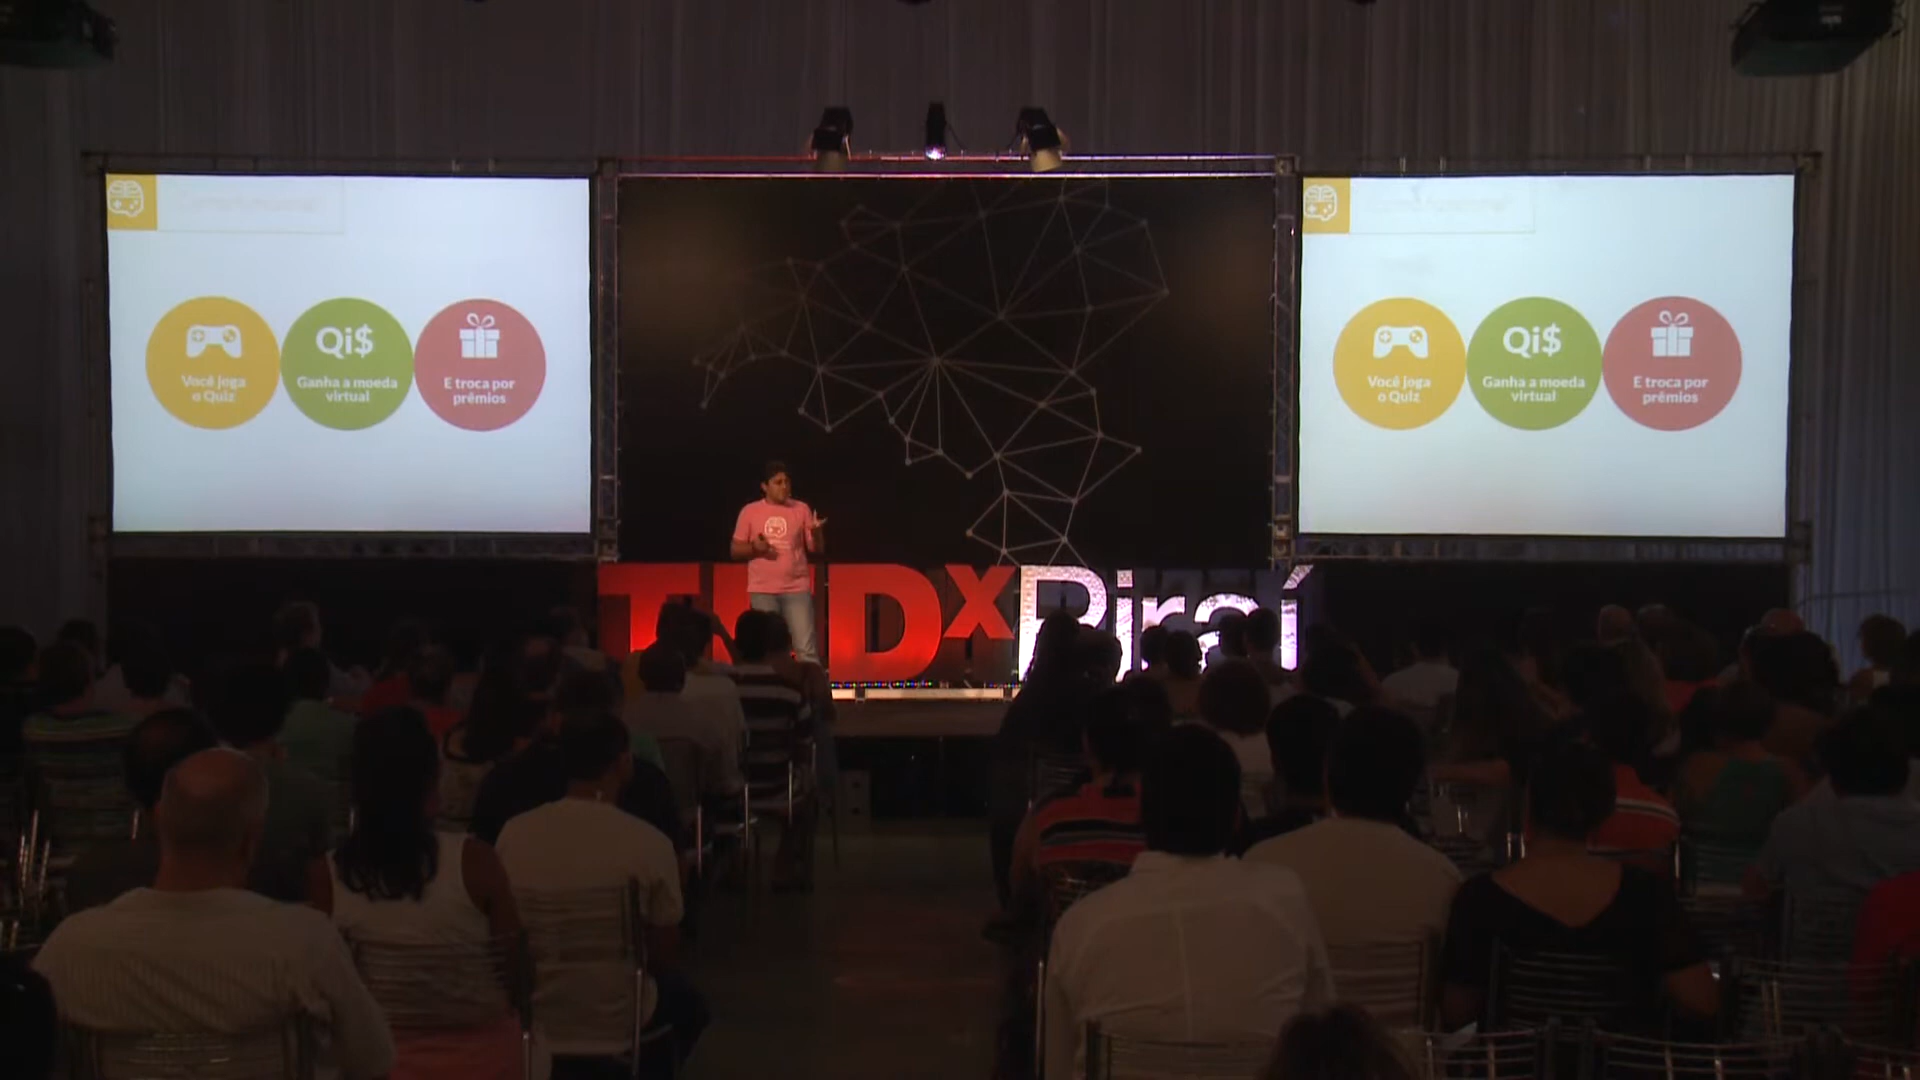 Você joga
o Quiz
Qi$
Ganha a moeda
virtual
E troca por
prêmios
Você joga
o Quiz
Qi$
Ganha a moeda
virtual
E troca por
prêmios
TEDxPiraí